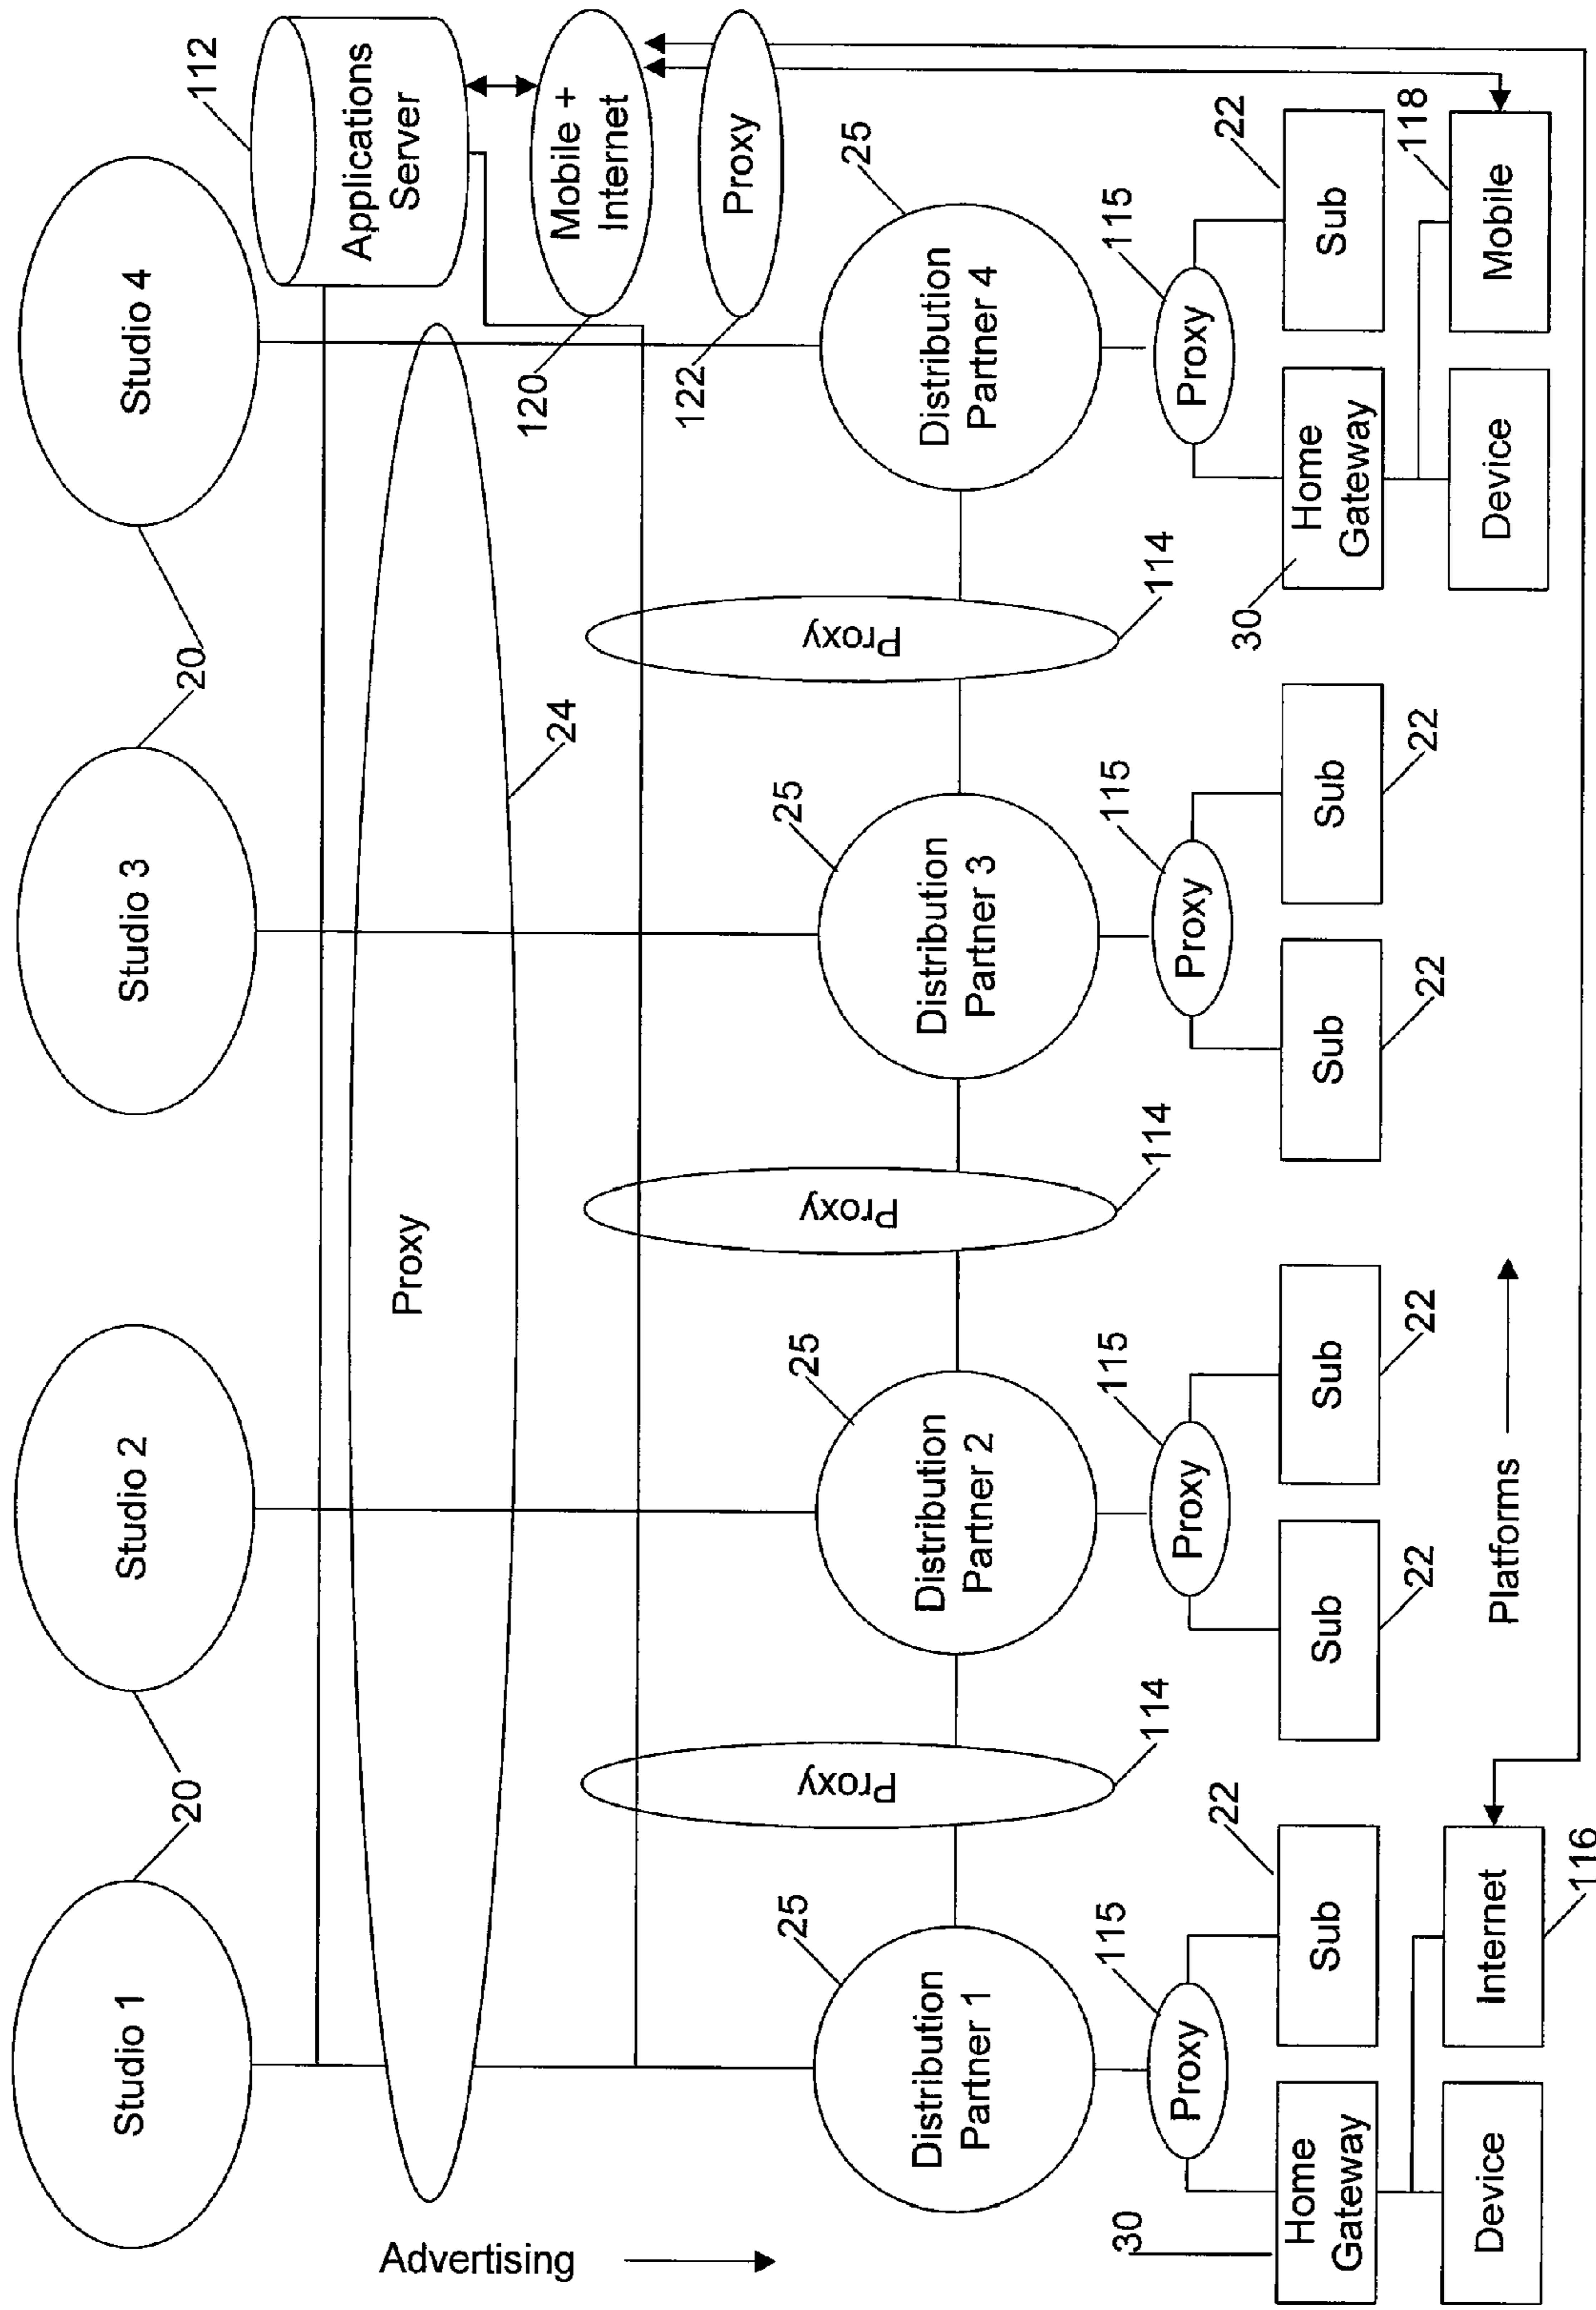 Studio 1
Studio 2
Studio 3
Studio 4
20
20
112
Applications
Server
Proxy
24
Mobile +
Internet
120
Proxy
122
Advertising
Proxy
114
Proxy
114
Proxy
114
Distribution
Partner 1
25
Distribution
Partner 2
25
Distribution
Partner 3
25
Distribution
Partner 4
25
Proxy
115
Proxy
115
Proxy
115
Proxy
115
30
Home
Gateway
Sub
22
Sub
22
Sub
22
Sub
22
Sub
22
30
Home
Gateway
Sub
22
Device
Internet
116
Platforms
Device
Mobile
118